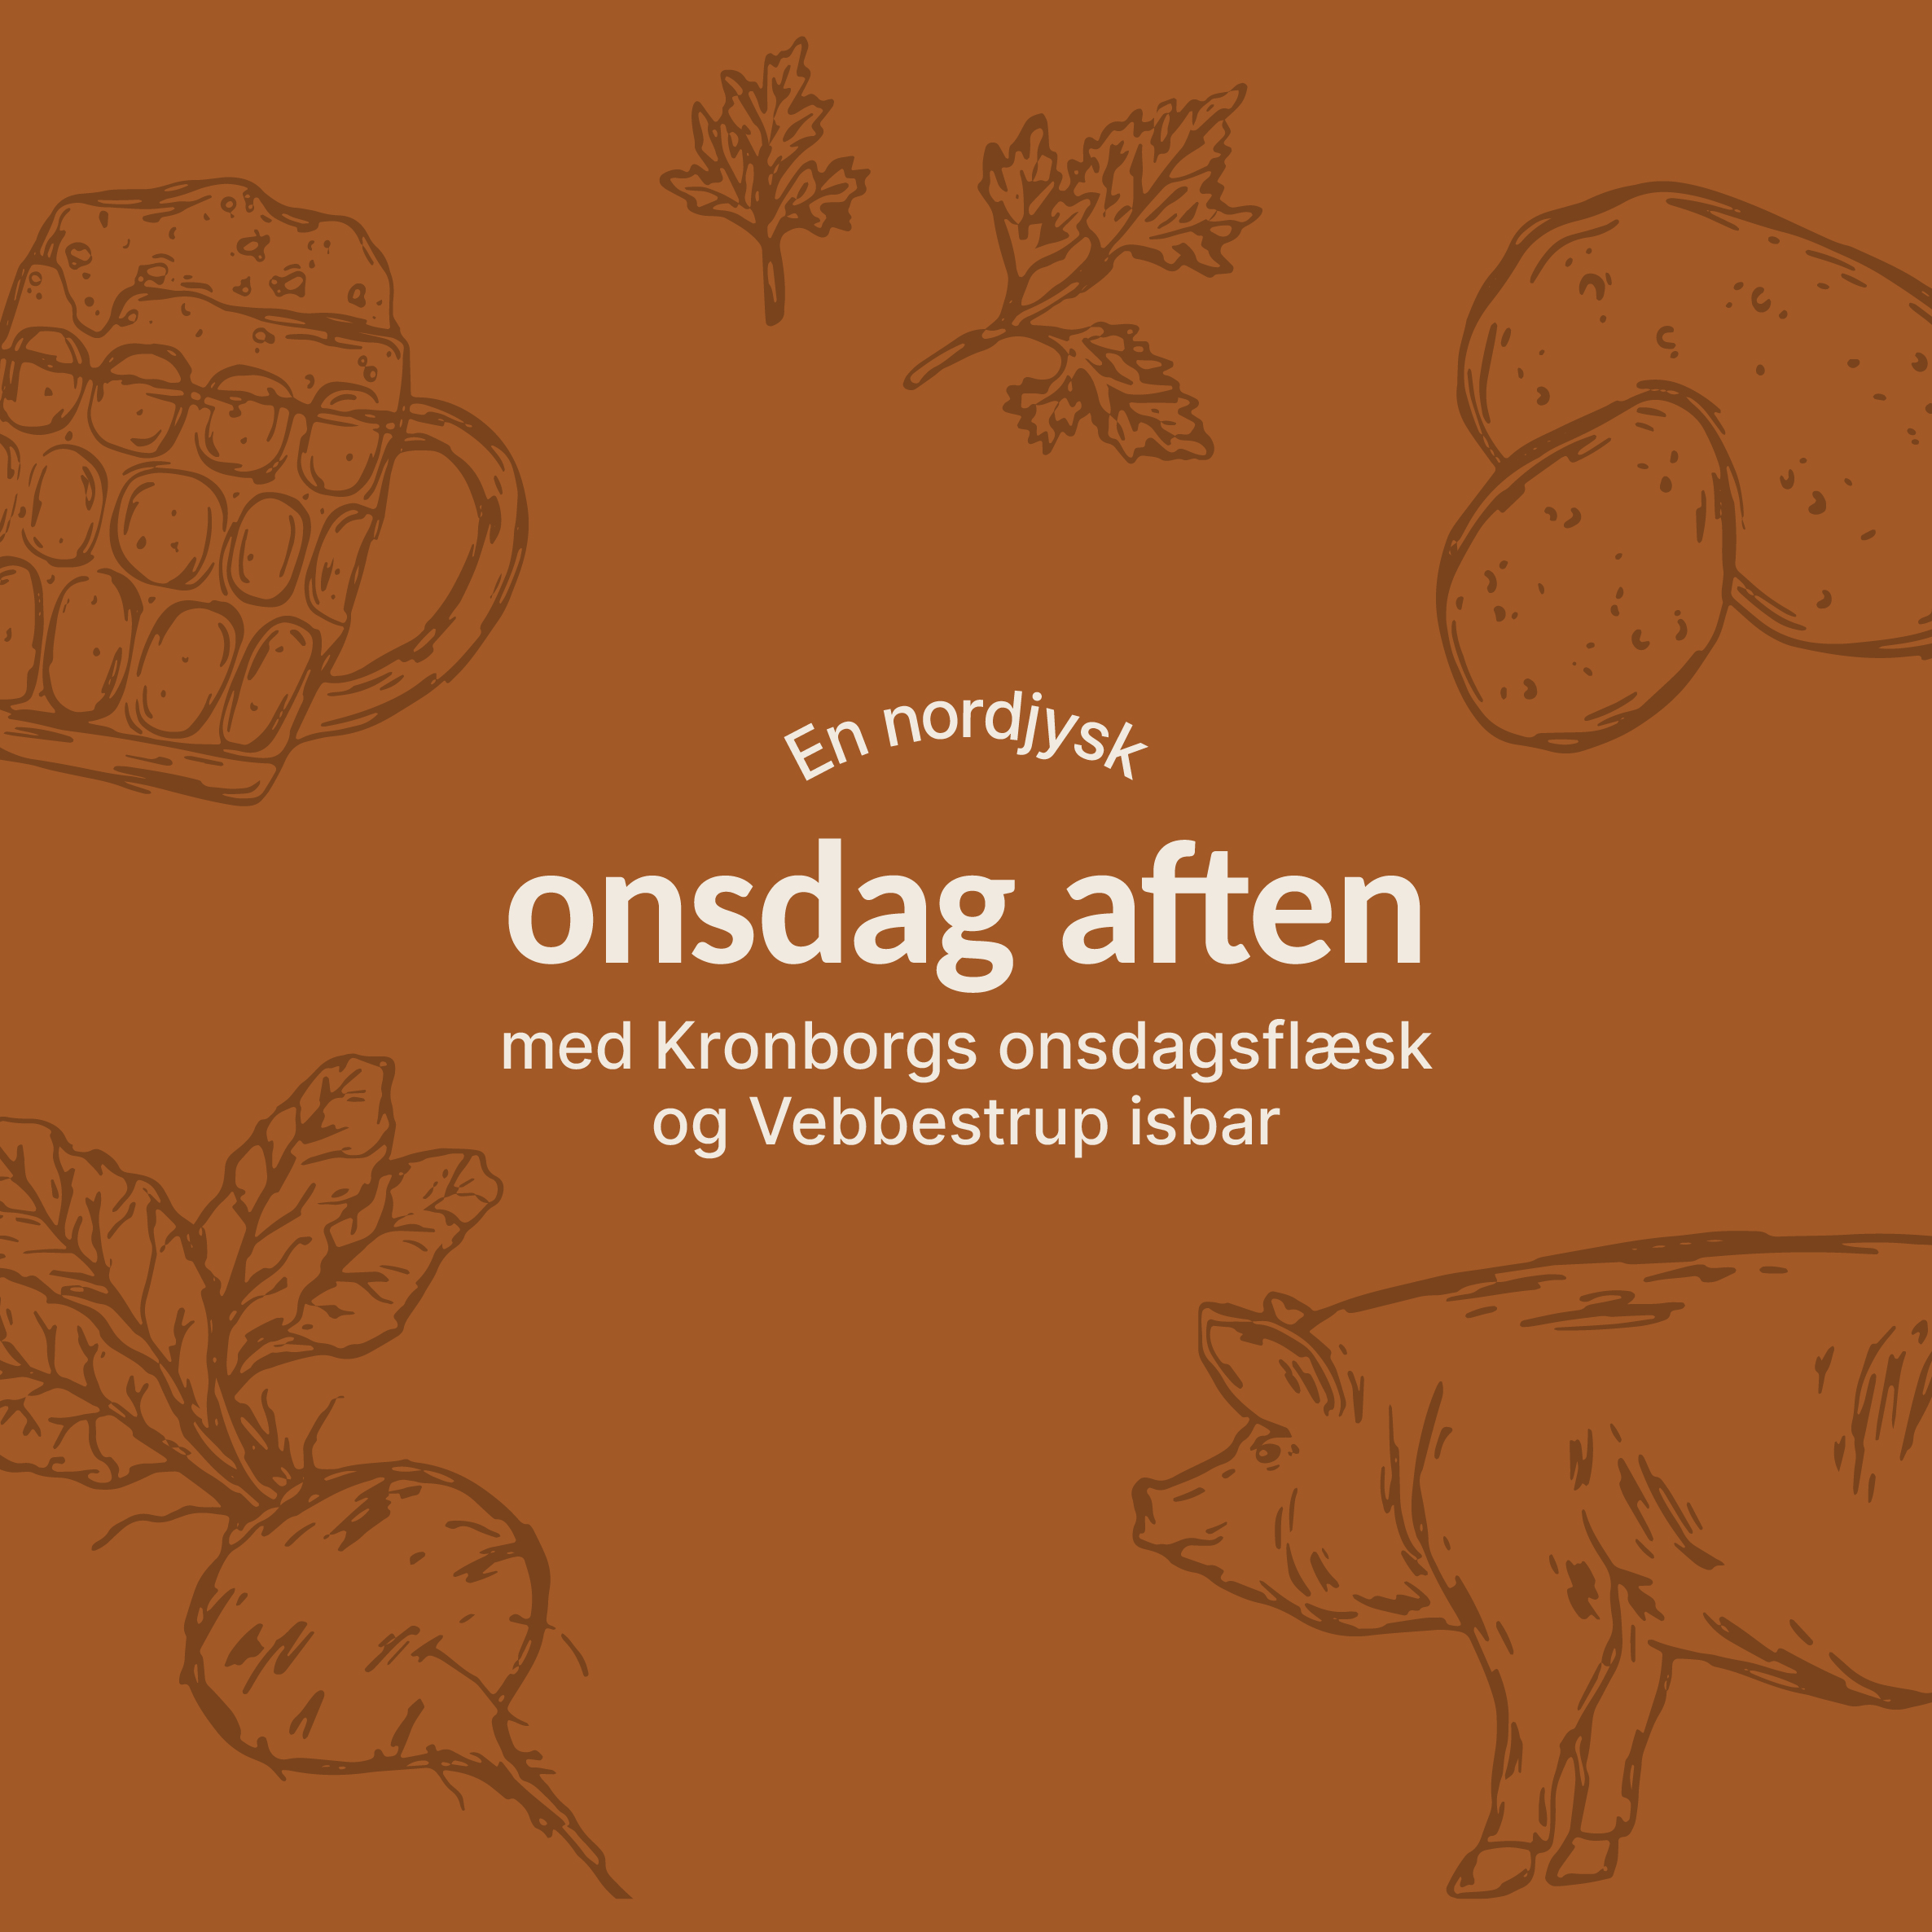 En nordjysk
onsdag aften
med Kronborgs onsdagsflæsk
og Vebbestrup isbar